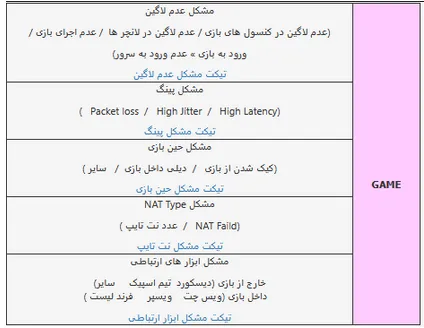 مشکل عدم لاگین
(عدم لاگین در کنسول های بازی / عدم لاگین در لانچر ها / عدم اجرای بازی /
ورود به بازی » عدم ورود به سرور)
تیکت مشکل عدم لاگین
مشکل پینگ
( Packet loss / High Jitter / High Latency)
تیکت مشکل پینگ
مشکل حین بازی
(کیک شدن از بازی / دیلی داخل بازی / سایر )
تیکت مشکل حین بازی
GAME
مشکل NAT Type
( عدد نت تایپ / NAT Faild)
تیکت مشکل نت تایپ
مشکل ابزار های ارتباطی
خارج از بازی (دیسکورد تیم اسپیک سایر)
داخل بازی (ویس چت ویسپر فرند لیست )
تیکت مشکل ابزار ارتباطی